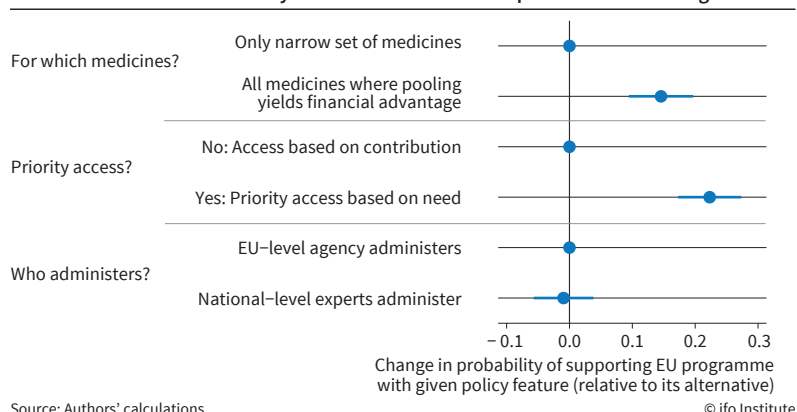 For which medicines?
Only narrow set of medicines
All medicines where pooling
yields financial advantage
Priority access?
No: Access based on contribution
Yes: Priority access based on need
Who administers?
EU−level agency administers
National−level experts administer
−0.1 0.0 0.1 0.2 0.3
Change in probability of supporting EU programme
with given policy feature (relative to its alternative)
Source: Authors' calculations.
© ifo Institute